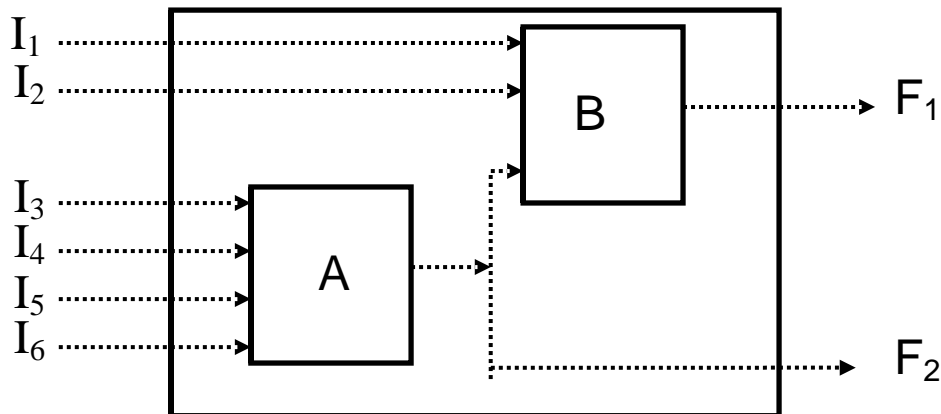 I₁
I₂
B
F₁
I₃
I₄
A
I₅
I₆
F₂